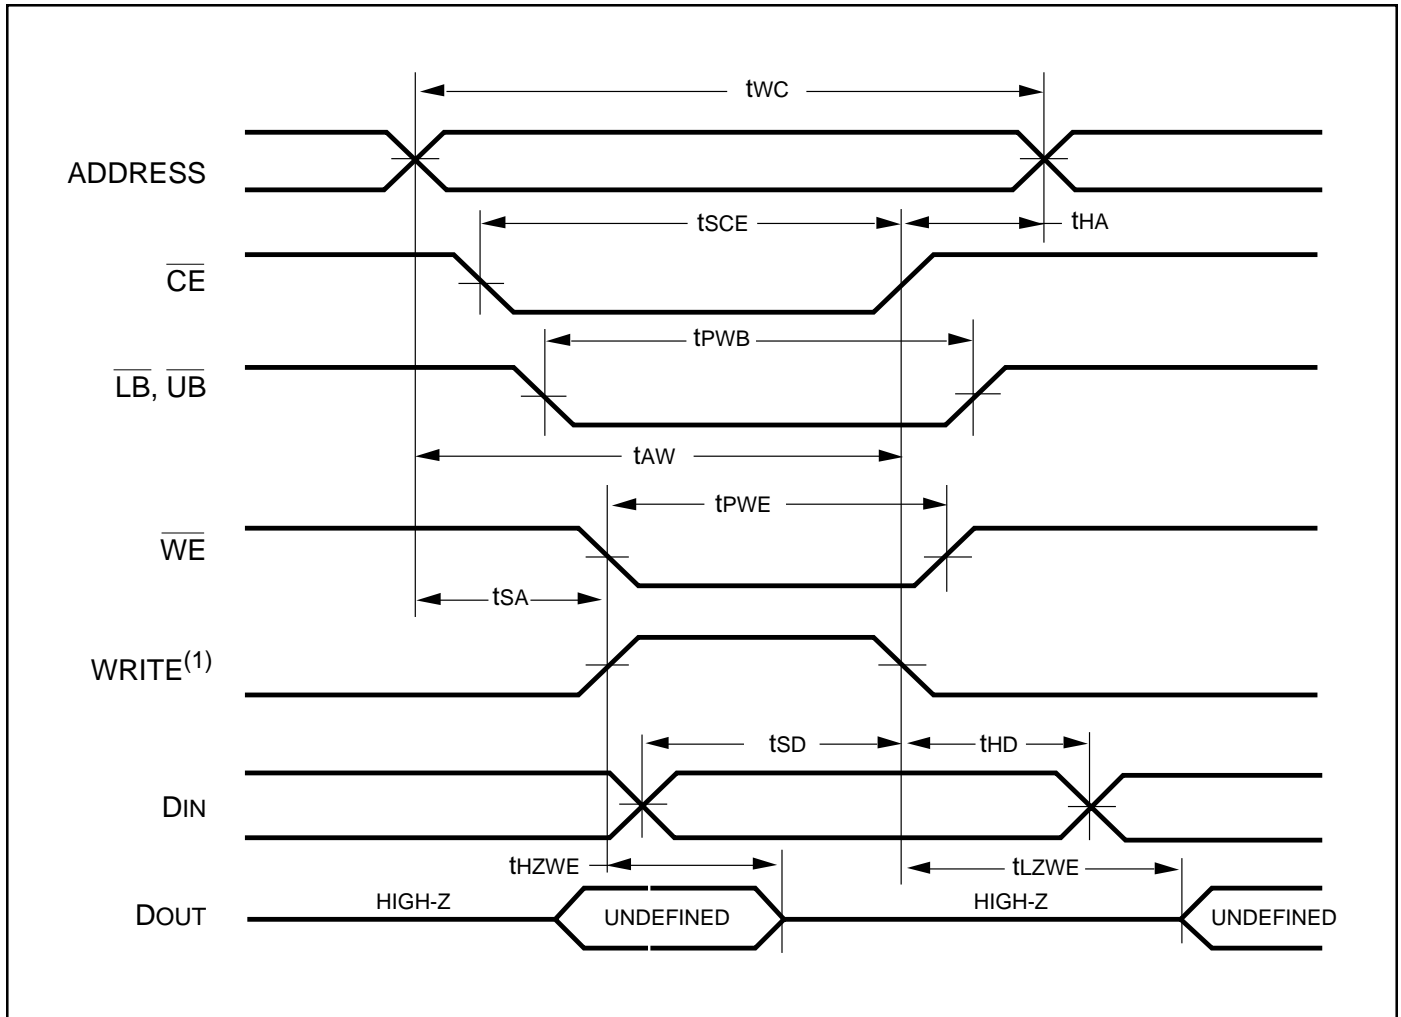 tWC
ADDRESS
tSCE
tHA
CE
tPWB
LB, UB
tAW
tPWE
WE
tSA
WRITE(1)
tSD
tHD
DIN
tHZWE
tLZWE
DOUT
HIGH-Z
UNDEFINED
HIGH-Z
UNDEFINED